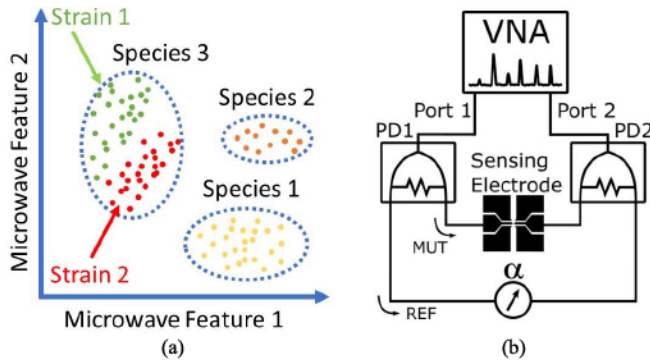 Strain 1
Species 3
Species 2
Species 1
Strain 2
Microwave Feature 2
Microwave Feature 1
(a)
VNA
Port 1
Port 2
PD1
PD2
Sensing
Electrode
MUT
α
REF
(b)